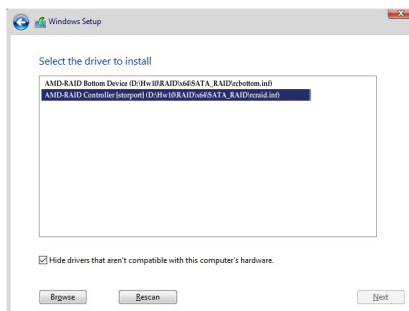 Windows Setup
Select the driver to install
AMD-RAID Bottom Device (D:\Hw10\RAID\x64\SATA_RAID\rcbottom.inf)
AMD-RAID Controller [storport] (D:\Hw10\RAID\x64\SATA_RAID\rcraid.inf)
Hide drivers that aren't compatible with this computer's hardware.
Browse
Rescan
Next